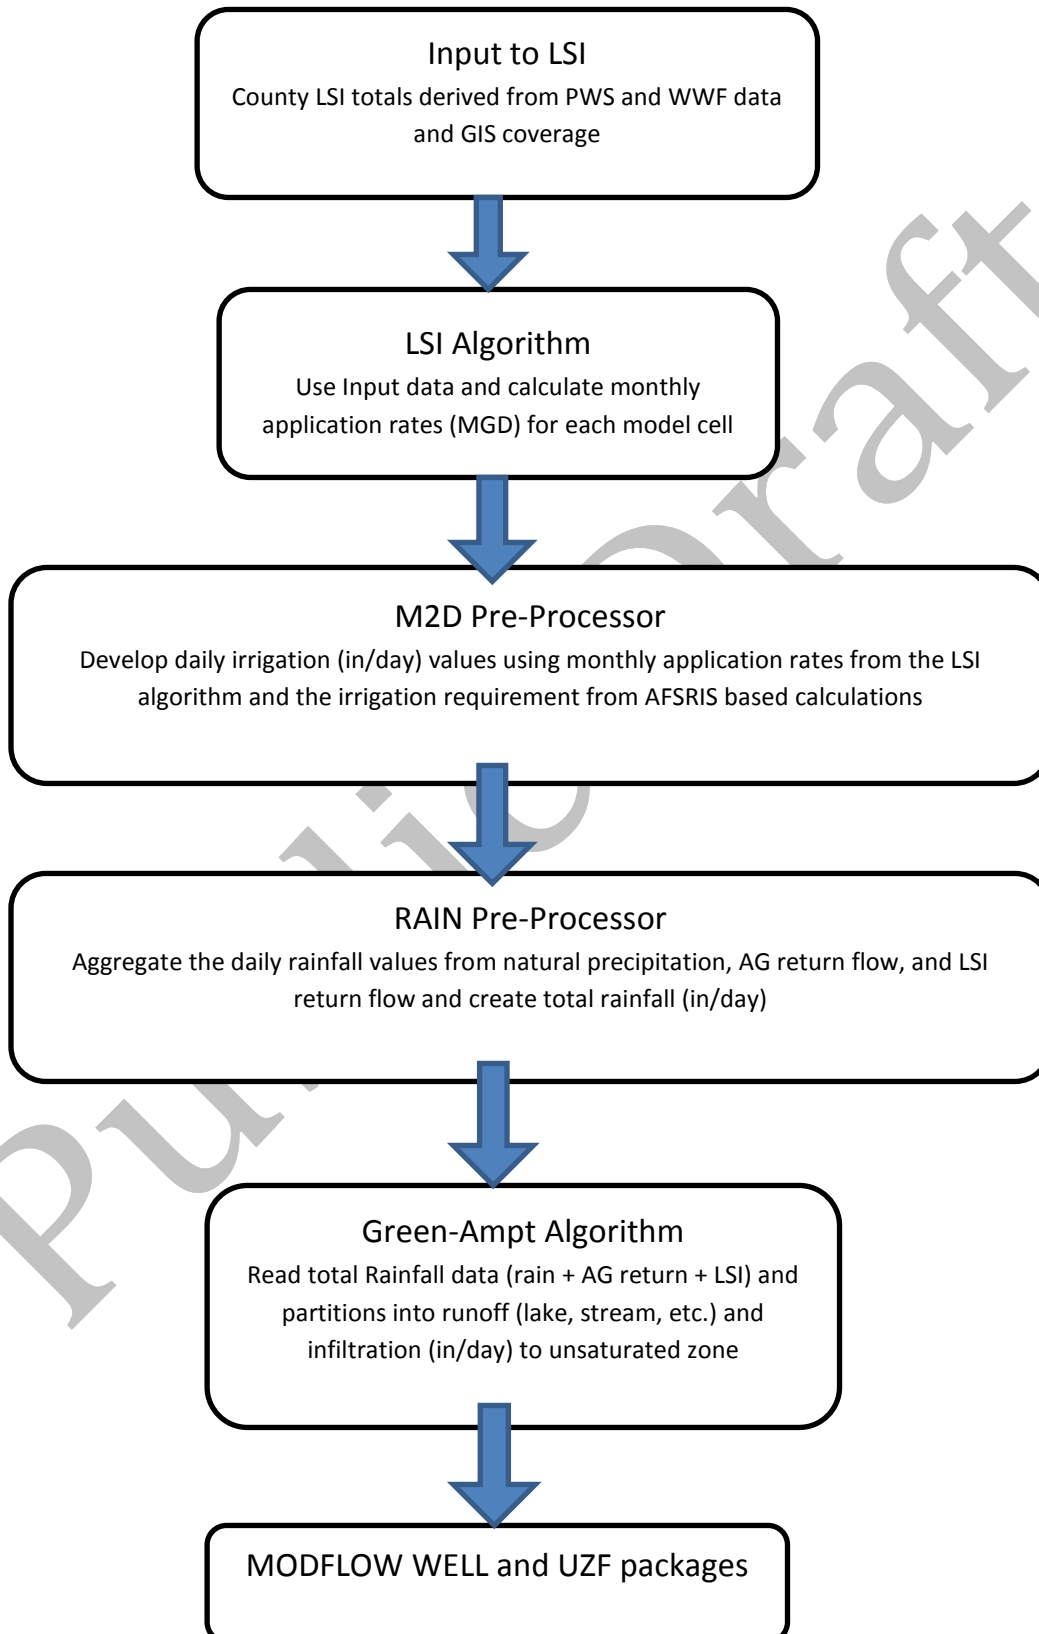 Input to LSI
County LSI totals derived from PWS and WWF data
and GIS coverage
LSI Algorithm
Use Input data and calculate monthly
application rates (MGD) for each model cell
M2D Pre-Processor
Develop daily irrigation (in/day) values using monthly application rates from the LSI
algorithm and the irrigation requirement from AFSRIS based calculations
RAIN Pre-Processor
Aggregate the daily rainfall values from natural precipitation, AG return flow, and LSI
return flow and create total rainfall (in/day)
Green-Ampt Algorithm
Read total Rainfall data (rain + AG return + LSI) and
partitions into runoff (lake, stream, etc.) and
infiltration (in/day) to unsaturated zone
MODFLOW WELL and UZF packages
Public Draft